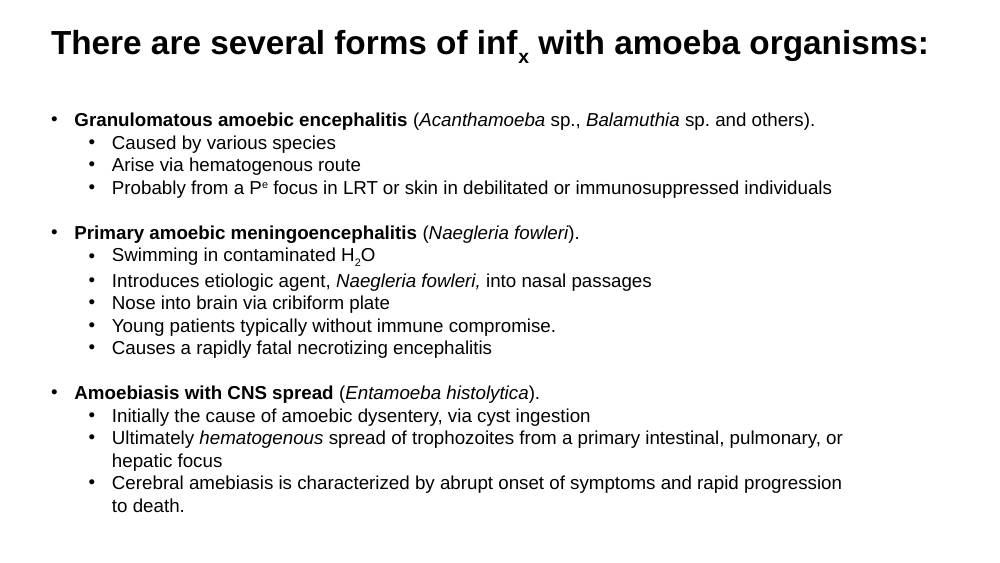 There are several forms of infₓ with amoeba organisms:
• Granulomatous amoebic encephalitis (Acanthamoeba sp., Balamuthia sp. and others).
• Caused by various species
• Arise via hematogenous route
• Probably from a Pᵉ focus in LRT or skin in debilitated or immunosuppressed individuals
• Primary amoebic meningoencephalitis (Naegleria fowleri).
• Swimming in contaminated H₂O
• Introduces etiologic agent, Naegleria fowleri, into nasal passages
• Nose into brain via cribiform plate
• Young patients typically without immune compromise.
• Causes a rapidly fatal necrotizing encephalitis
• Amoebiasis with CNS spread (Entamoeba histolytica).
• Initially the cause of amoebic dysentery, via cyst ingestion
• Ultimately hematogenous spread of trophozoites from a primary intestinal, pulmonary, or
hepatic focus
• Cerebral amebiasis is characterized by abrupt onset of symptoms and rapid progression
to death.